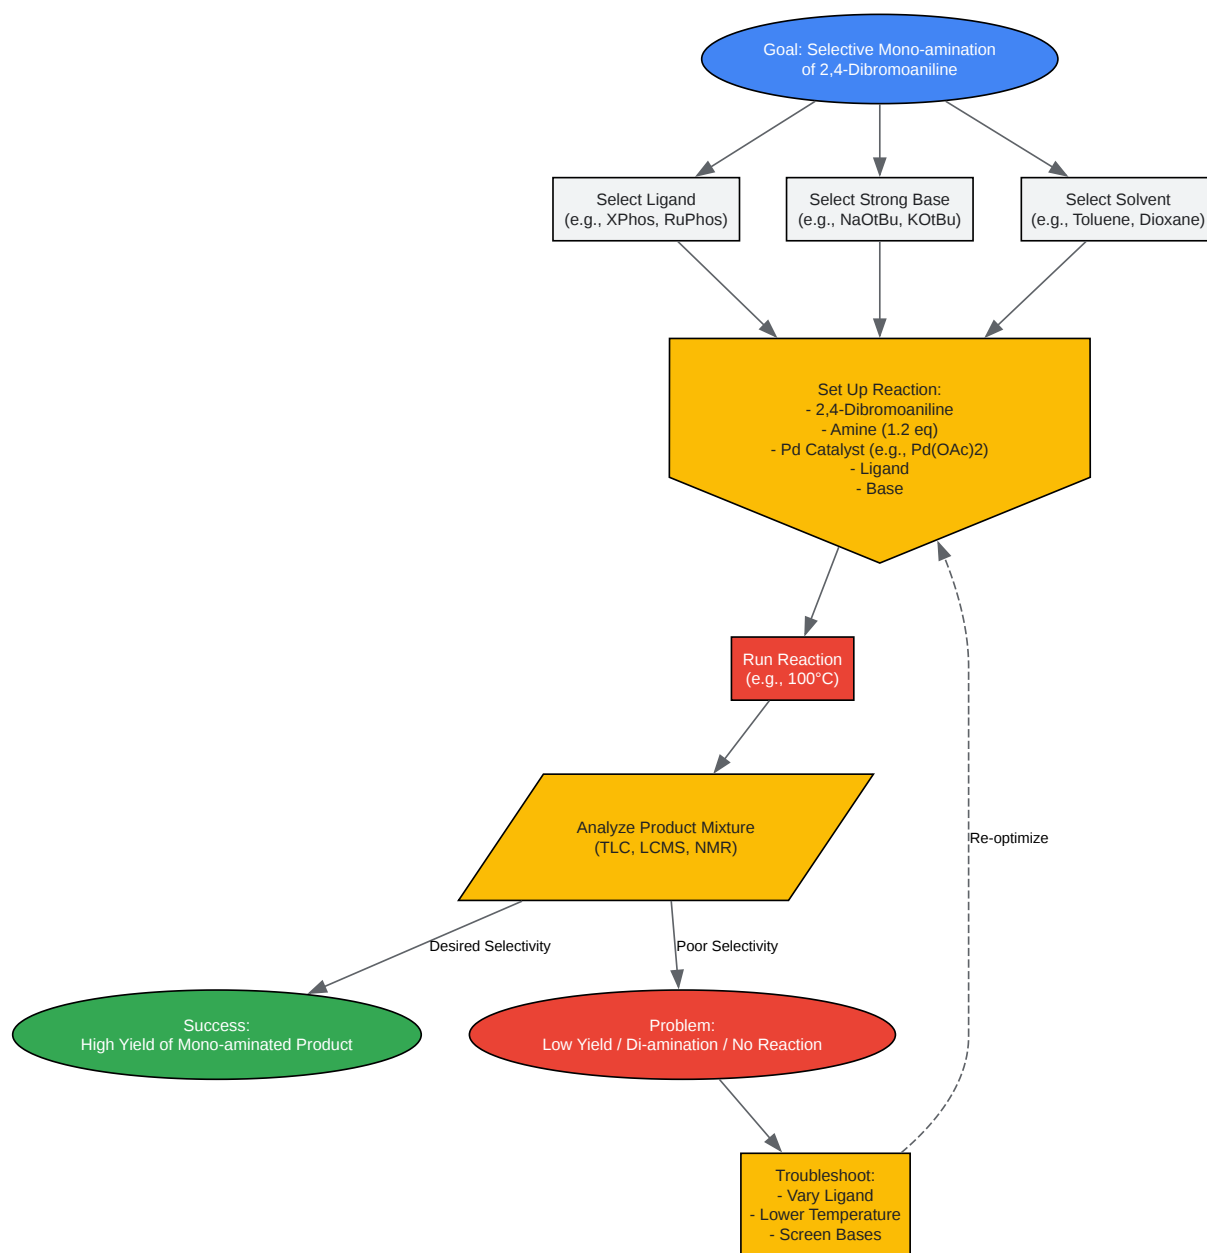 Goal: Selective Mono-amination
of 2,4-Dibromoaniline
Select Ligand
(e.g., XPhos, RuPhos)
Select Strong Base
(e.g., NaOtBu, KOtBu)
Select Solvent
(e.g., Toluene, Dioxane)
Set Up Reaction:
- 2,4-Dibromoaniline
- Amine (1.2 eq)
- Pd Catalyst (e.g., Pd(OAc)2)
- Ligand
- Base
Run Reaction
(e.g., 100°C)
Analyze Product Mixture
(TLC, LCMS, NMR)
Re-optimize
Desired Selectivity
Poor Selectivity
Success:
High Yield of Mono-aminated Product
Problem:
Low Yield / Di-amination / No Reaction
Troubleshoot:
- Vary Ligand
- Lower Temperature
- Screen Bases